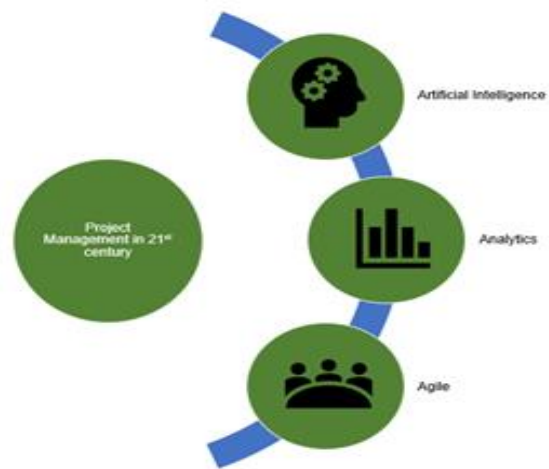 Project
Management in 21st
century
Artificial Intelligence
Analytics
Agile